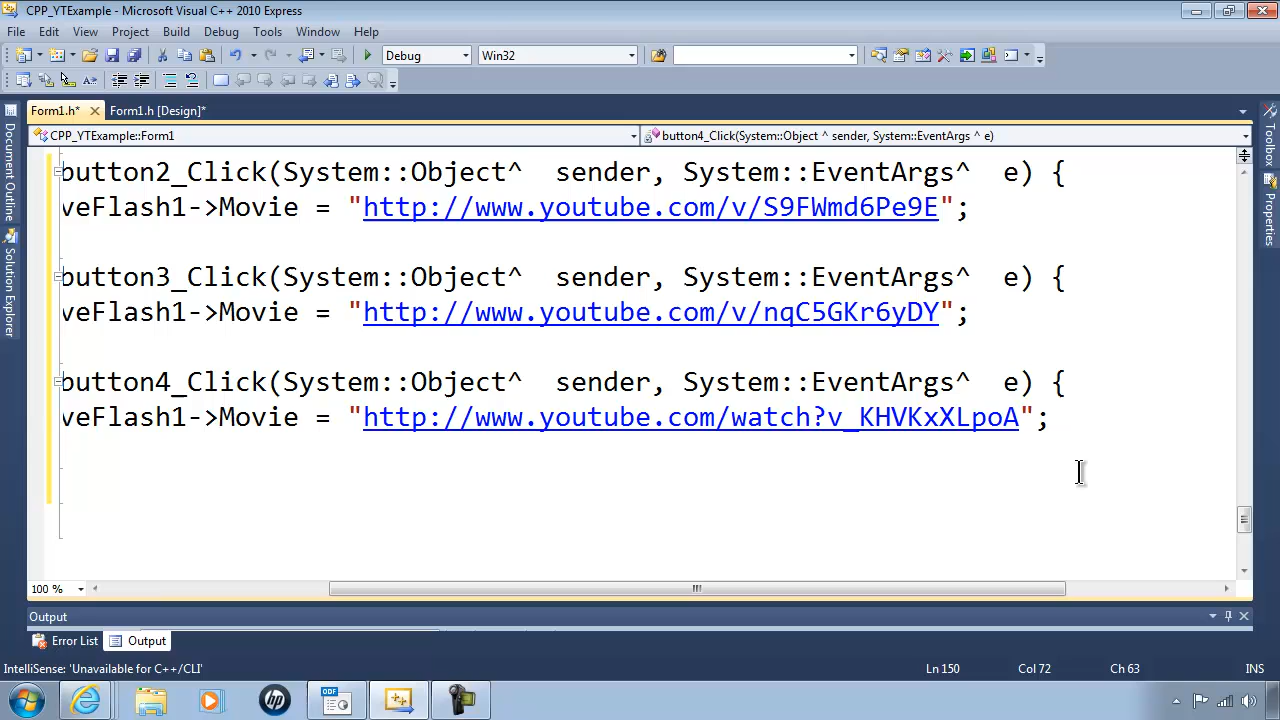 CPP_YTExample - Microsoft Visual C++ 2010 Express
File Edit View Project Build Debug Tools Window Help
Debug Win32
Form1.h* Form1.h [Design]*
CPP_YTExample::Form1 button4_Click(System::Object ^ sender, System::EventArgs ^ e)
Document Outline
Solution Explorer
Toolbox
Properties
button2_Click(System::Object^  sender, System::EventArgs^  e) {
veFlash1->Movie = "http://www.youtube.com/v/S9FWmd6Pe9E";
button3_Click(System::Object^  sender, System::EventArgs^  e) {
veFlash1->Movie = "http://www.youtube.com/v/nqC5GKr6yDY";
button4_Click(System::Object^  sender, System::EventArgs^  e) {
veFlash1->Movie = "http://www.youtube.com/watch?v_KHVKxXLpoA";
100 %
Output
Error List Output
IntelliSense: 'Unavailable for C++/CLI' Ln 150 Col 72 Ch 63 INS
ODF
hp